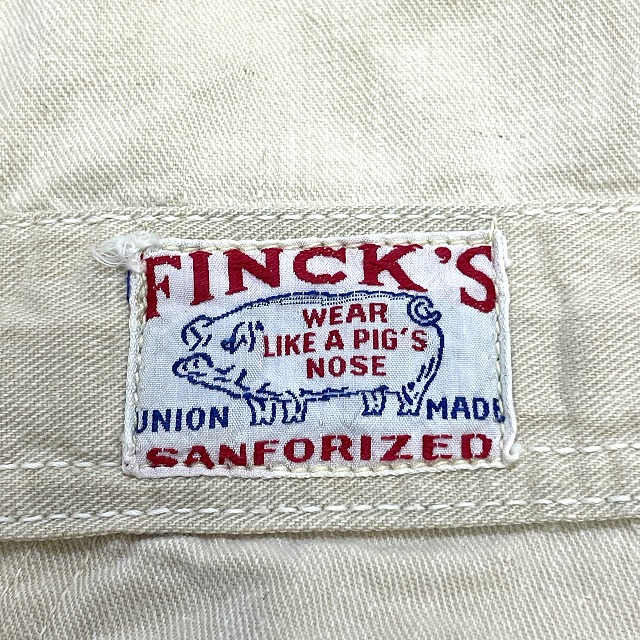 FINCK'S
WEAR
LIKE A PIG'S
NOSE
UNION MADE
SANFORIZED